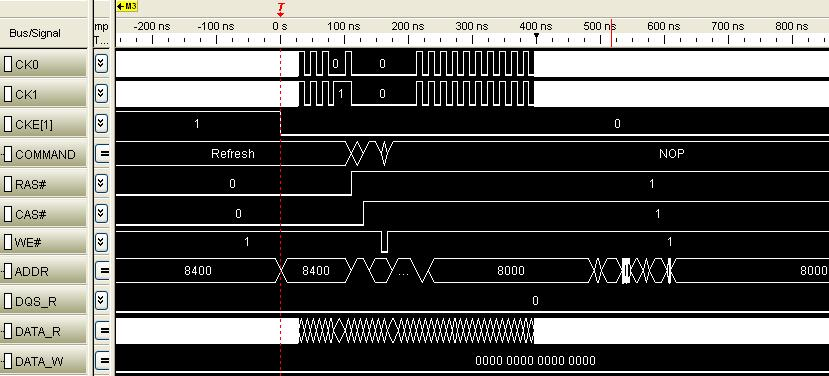 M3
T
Bus/Signal
mp
T...
-200 ns -100 ns 0 s 100 ns 200 ns 300 ns 400 ns 500 ns 600 ns 700 ns 800 ns
CK0 0 0
CK1 1 0
CKE[1] 1 0
COMMAND = Refresh NOP
RAS# 0 1
CAS# 0 1
WE# 1 1
ADDR = 8400 8400 ... 8000 8000
DQS_R 0
DATA_R =
DATA_W = 0000 0000 0000 0000